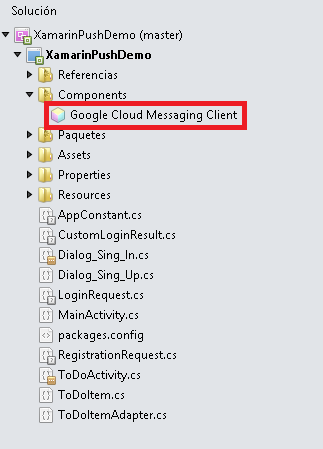 Solución
XamarinPushDemo (master)
XamarinPushDemo
Referencias
Components
Google Cloud Messaging Client
Paquetes
Assets
Properties
Resources
AppConstant.cs
CustomLoginResult.cs
Dialog_Sing_In.cs
Dialog_Sing_Up.cs
LoginRequest.cs
MainActivity.cs
packages.config
RegistrationRequest.cs
ToDoActivity.cs
ToDoItem.cs
ToDoItemAdapter.cs